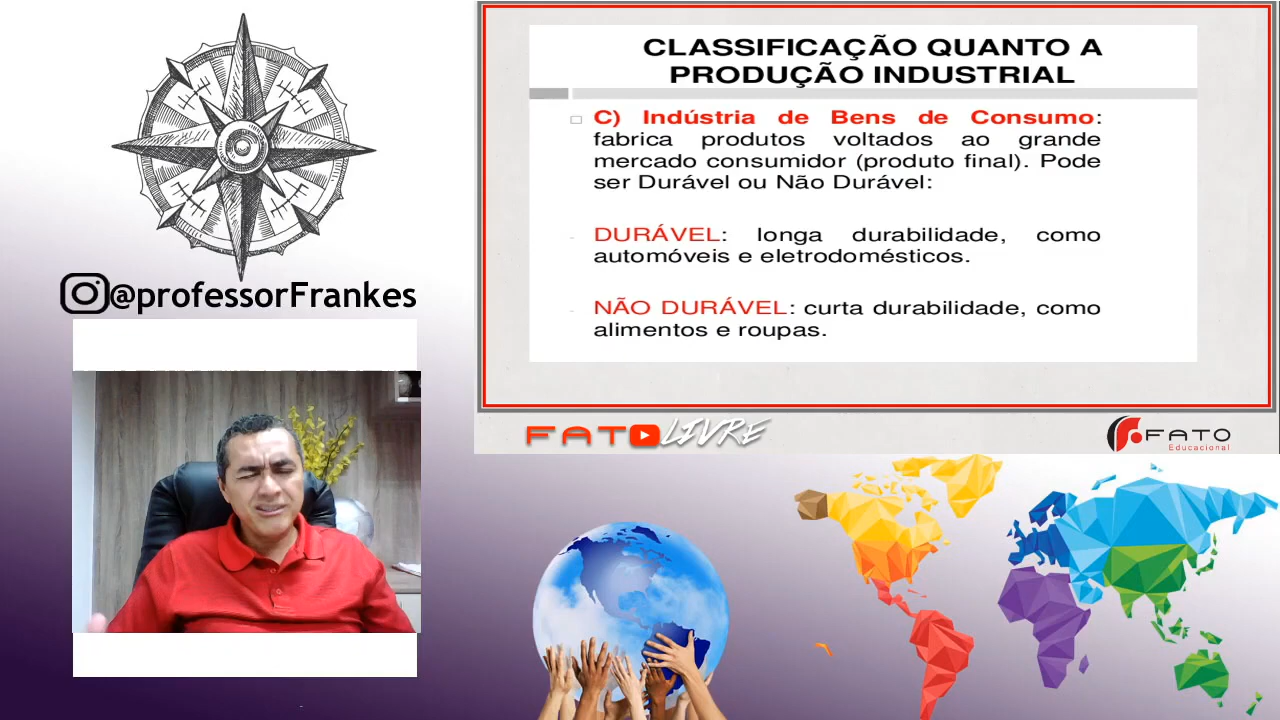 CLASSIFICAÇÃO QUANTO A
PRODUÇÃO INDUSTRIAL
C) Indústria de Bens de Consumo:
fabrica produtos voltados ao grande
mercado consumidor (produto final). Pode
ser Durável ou Não Durável:
- DURÁVEL: longa durabilidade, como
automóveis e eletrodomésticos.
- NÃO DURÁVEL: curta durabilidade, como
alimentos e roupas.
@professorFrankes
FATO LIVRE
FATO
Educacional